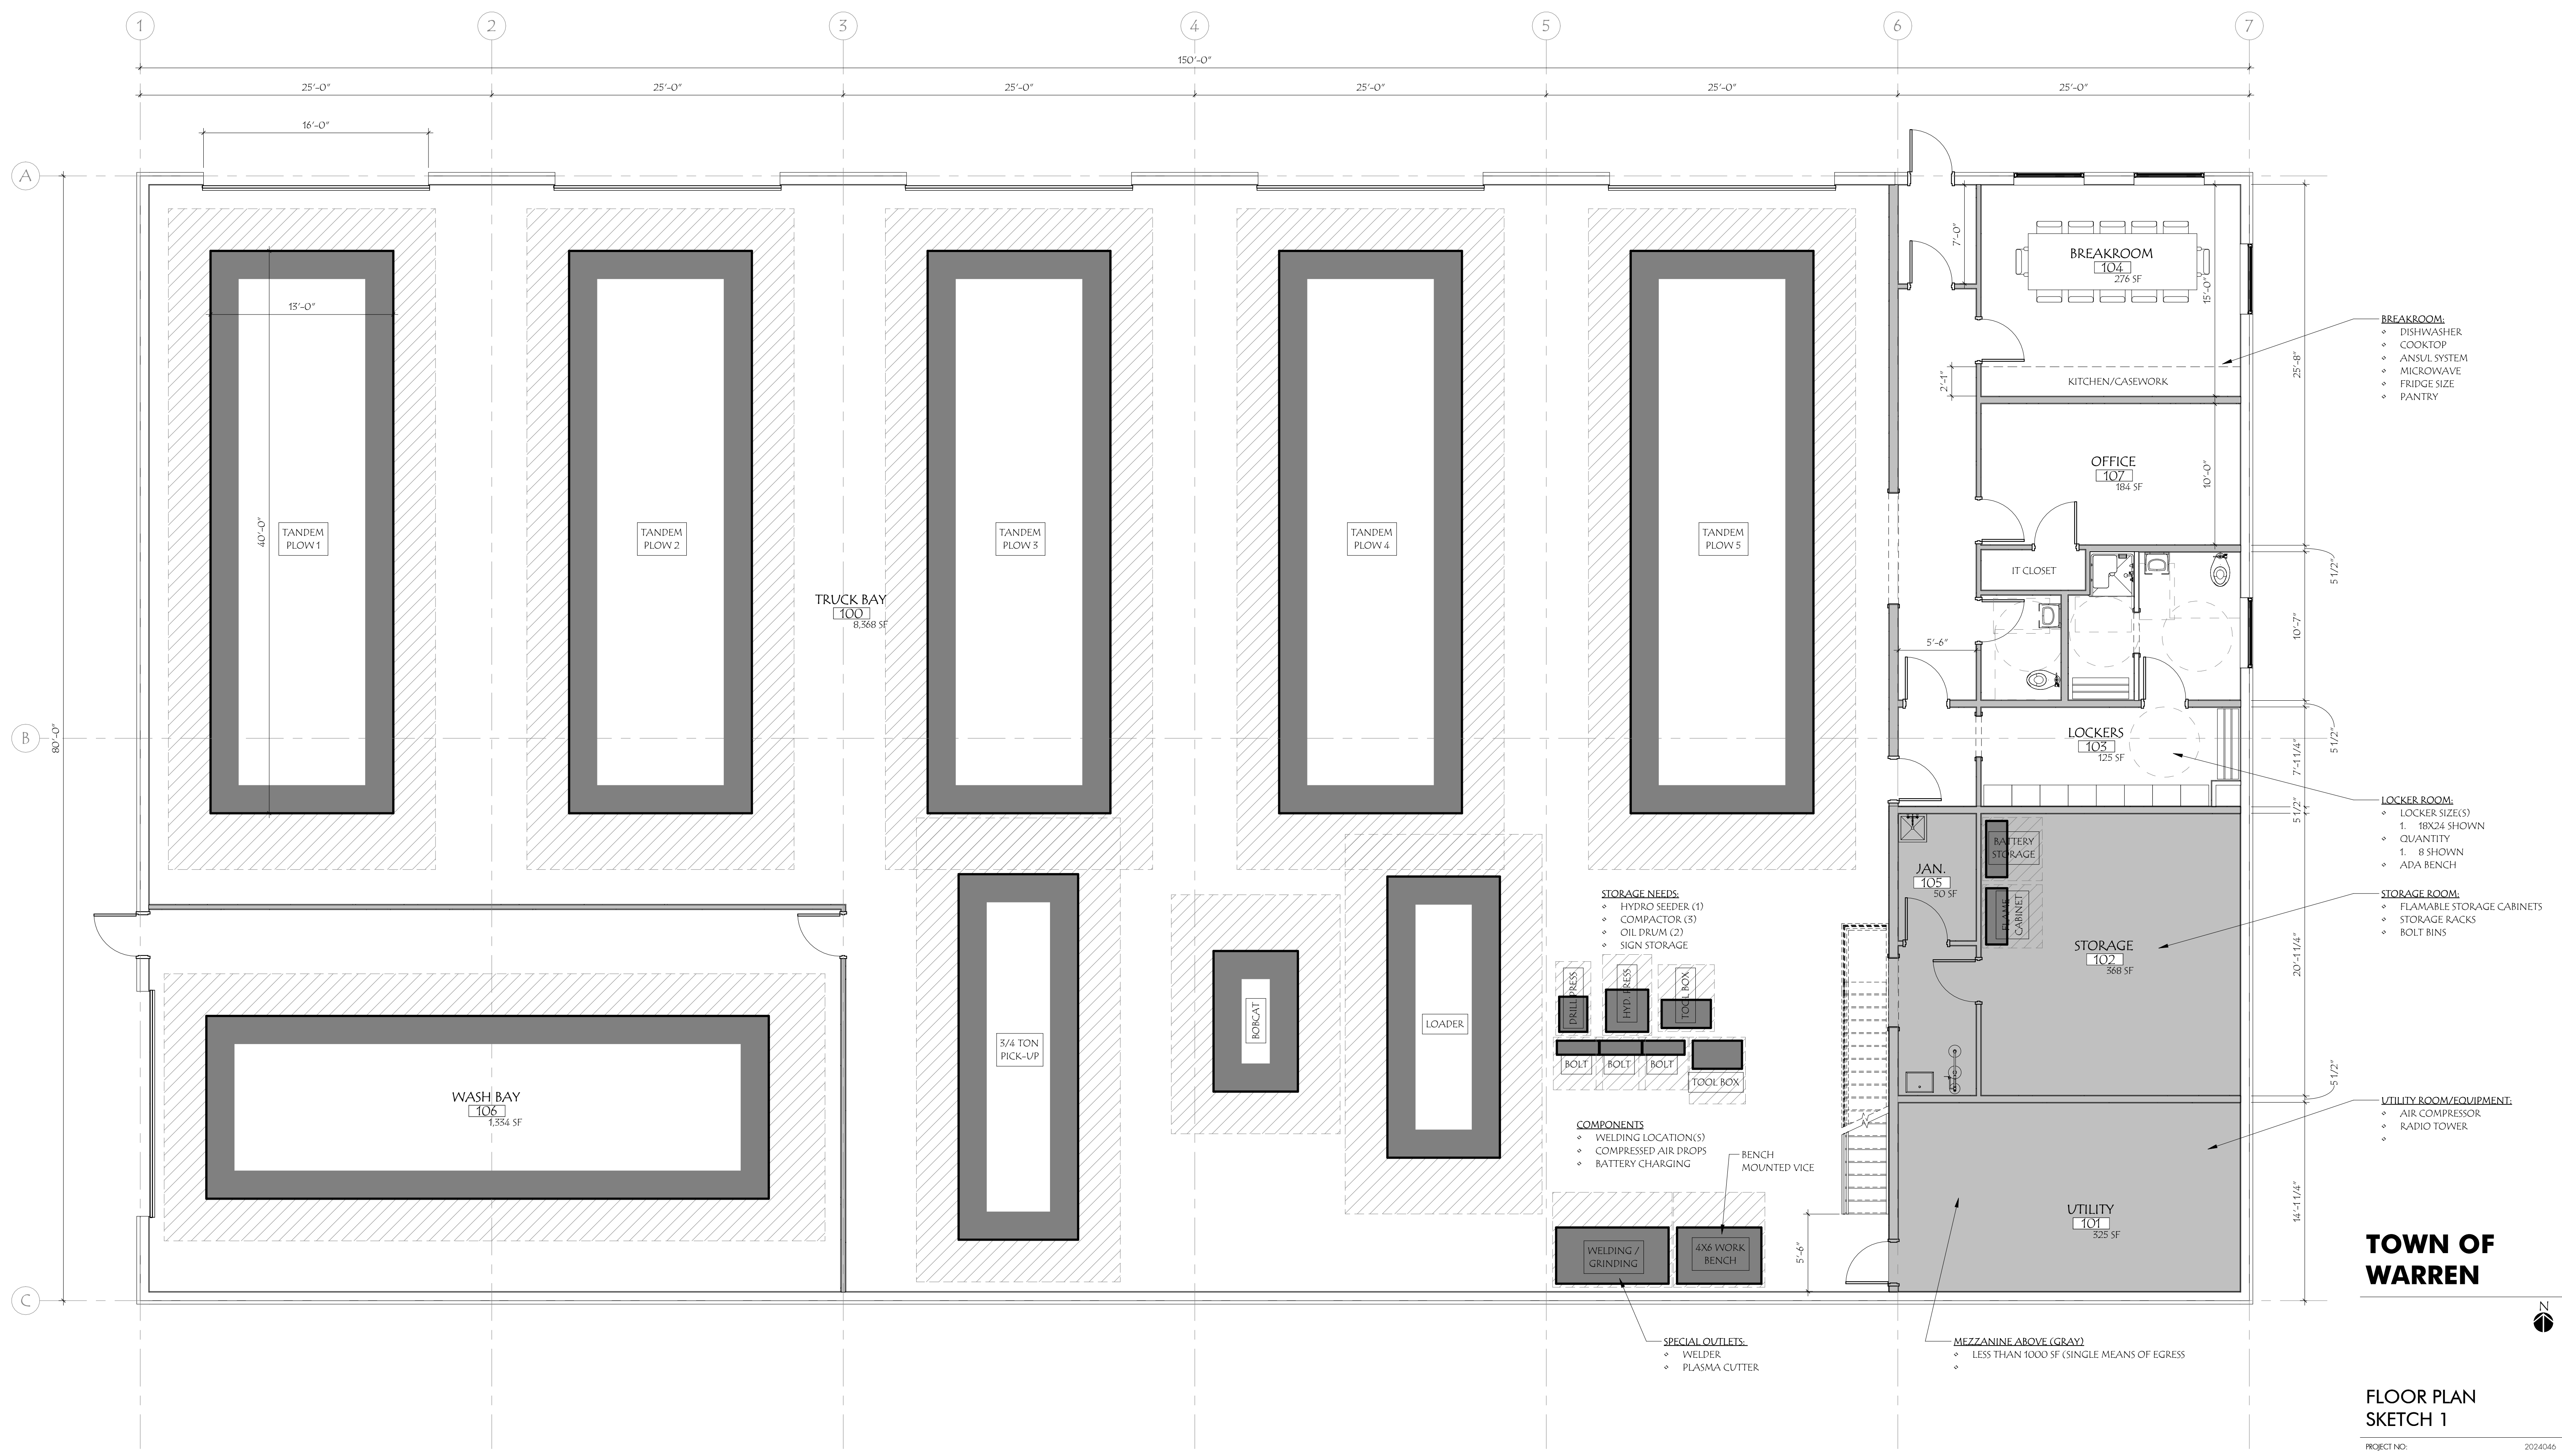 1 2 3 4 5 6 7
150'-0"
25'-0" 25'-0" 25'-0" 25'-0" 25'-0" 25'-0"
16'-0"
A
B
C
80'-0"
13'-0"
40'-0"
TANDEM
PLOW 1
TANDEM
PLOW 2
TANDEM
PLOW 3
TANDEM
PLOW 4
TANDEM
PLOW 5
TRUCK BAY
100
8,368 SF
WASH BAY
106
1,334 SF
3/4 TON
PICK-UP
BOBCAT
LOADER
STORAGE NEEDS:
HYDRO SEEDER (1)
COMPACTOR (3)
OIL DRUM (2)
SIGN STORAGE
DRILL PRESS
HYD. PRESS
TOOL BOX
BOLT
BOLT
BOLT
TOOL BOX
COMPONENTS
WELDING LOCATION(S)
COMPRESSED AIR DROPS
BATTERY CHARGING
BENCH
MOUNTED VICE
WELDING /
GRINDING
4X6 WORK
BENCH
5'-6"
SPECIAL OUTLETS:
WELDER
PLASMA CUTTER
7'-0"
BREAKROOM
104
276 SF
15'-0"
2'-1"
KITCHEN/CASEWORK
OFFICE
107
184 SF
10'-0"
IT CLOSET
5'-6"
LOCKERS
103
125 SF
JAN.
105
50 SF
BATTERY
STORAGE
FLAME
CABINET
STORAGE
102
368 SF
UTILITY
101
325 SF
MEZZANINE ABOVE (GRAY)
LESS THAN 1000 SF (SINGLE MEANS OF EGRESS
25'-8"
5 1/2"
10'-7"
5 1/2"
7'-1 1/4"
5 1/2"
20'-1 1/4"
5 1/2"
14'-11 1/4"
BREAKROOM:
DISHWASHER
COOKTOP
ANSUL SYSTEM
MICROWAVE
FRIDGE SIZE
PANTRY
LOCKER ROOM:
LOCKER SIZE(S)
1. 18X24 SHOWN
QUANTITY
1. 8 SHOWN
ADA BENCH
STORAGE ROOM:
FLAMABLE STORAGE CABINETS
STORAGE RACKS
BOLT BINS
UTILITY ROOM/EQUIPMENT:
AIR COMPRESSOR
RADIO TOWER
TOWN OF
WARREN
N
FLOOR PLAN
SKETCH 1
PROJECT NO: 2024046